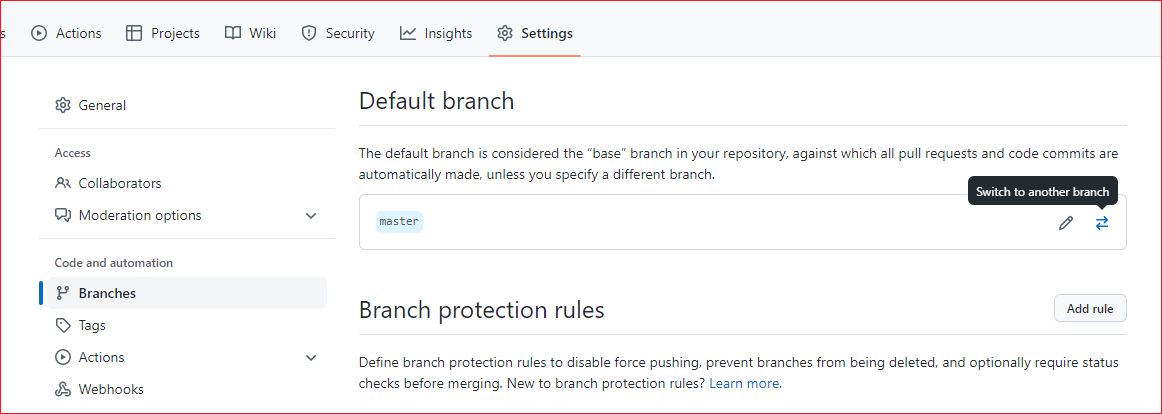 s Actions Projects Wiki Security Insights Settings
General
Access
Collaborators
Moderation options
Code and automation
Branches
Tags
Actions
Webhooks
Default branch
The default branch is considered the “base” branch in your repository, against which all pull requests and code commits are
automatically made, unless you specify a different branch.
Switch to another branch
master
Branch protection rules
Add rule
Define branch protection rules to disable force pushing, prevent branches from being deleted, and optionally require status
checks before merging. New to branch protection rules? Learn more.